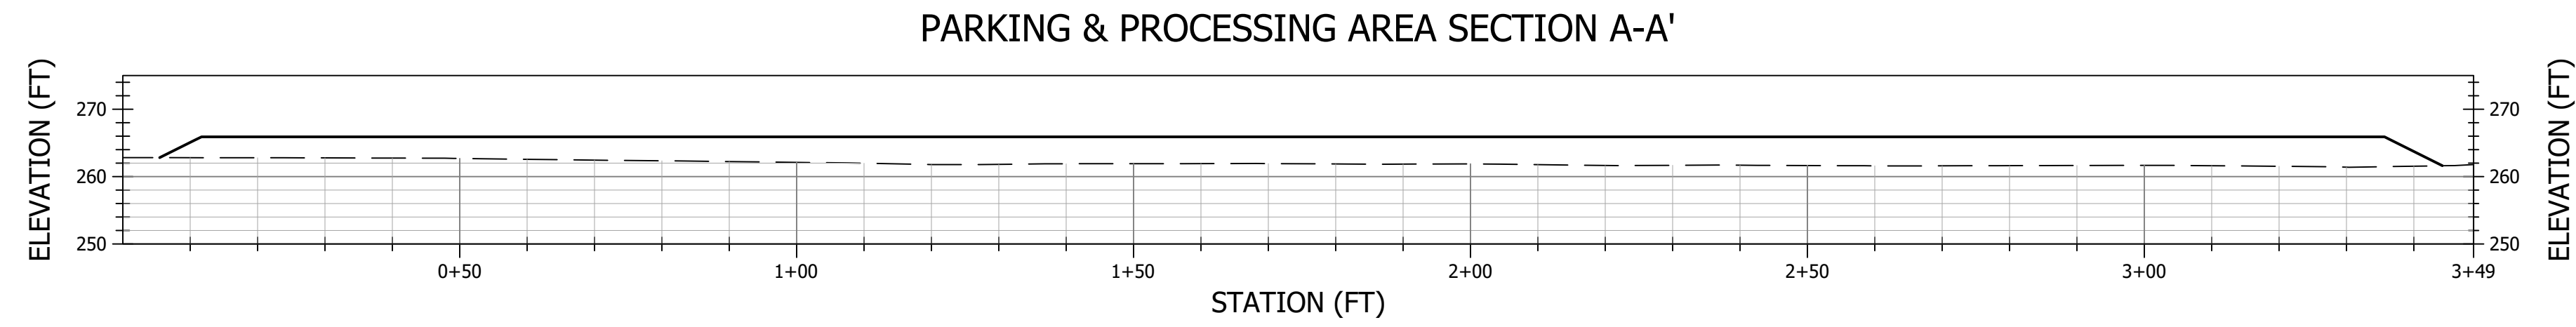 PARKING & PROCESSING AREA SECTION A-A'
ELEVATION (FT)
270
260
250
270
260
250
ELEVATION (FT)
0+50 1+00 1+50 2+00 2+50 3+00 3+49
STATION (FT)